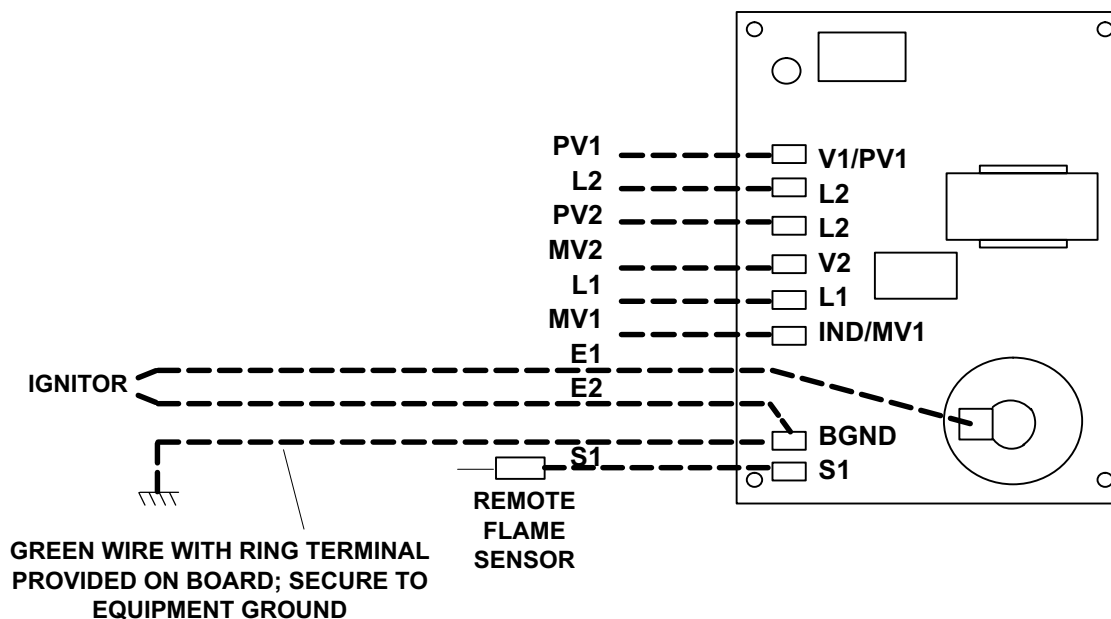 PV1
V1/PV1
L2
L2
PV2
L2
MV2
V2
L1
L1
MV1
IND/MV1
E1
IGNITOR
E2
BGND
S1
S1
REMOTE
FLAME
SENSOR
GREEN WIRE WITH RING TERMINAL
PROVIDED ON BOARD; SECURE TO
EQUIPMENT GROUND